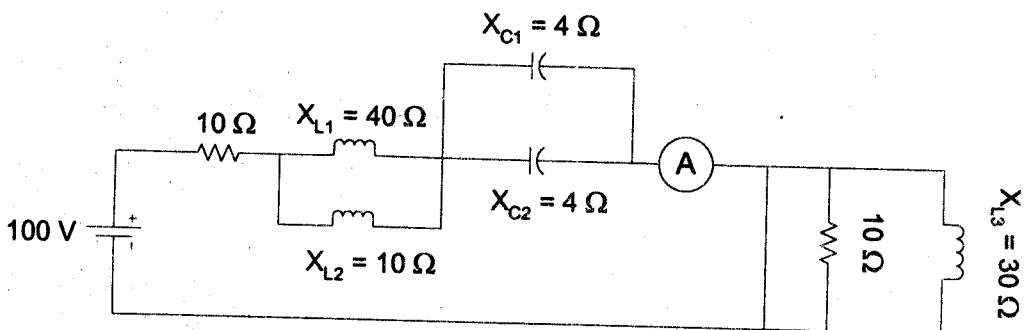 X_C1 = 4 Ω
10 Ω
X_L1 = 40 Ω
A
X_C2 = 4 Ω
100 V
+
-
X_L2 = 10 Ω
10 Ω
X_L3 = 30 Ω